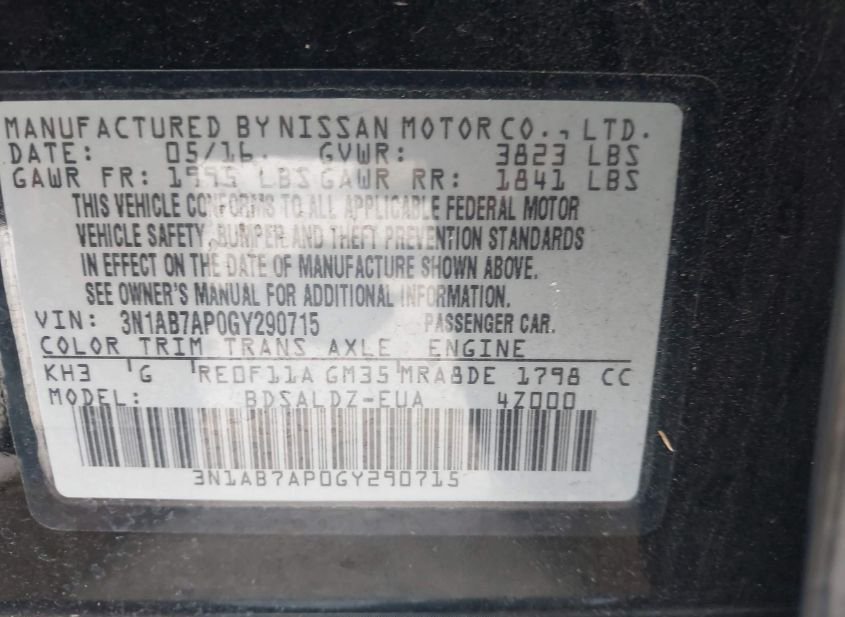 MANUFACTURED BY NISSAN MOTOR CO., LTD.
DATE: 05/16 GVWR: 3823 LBS
GAWR FR: 1995 LBS GAWR RR: 1841 LBS
THIS VEHICLE CONFORMS TO ALL APPLICABLE FEDERAL MOTOR
VEHICLE SAFETY, BUMPER AND THEFT PREVENTION STANDARDS
IN EFFECT ON THE DATE OF MANUFACTURE SHOWN ABOVE.
SEE OWNER'S MANUAL FOR ADDITIONAL INFORMATION.
VIN: 3N1AB7AP0GY290715 PASSENGER CAR.
COLOR TRIM TRANS AXLE ENGINE
KH3 G RE0F11A GM35 MRA8DE 1798 CC
MODEL: BDSALDZ-EUA 4Z000
3N1AB7AP0GY290715